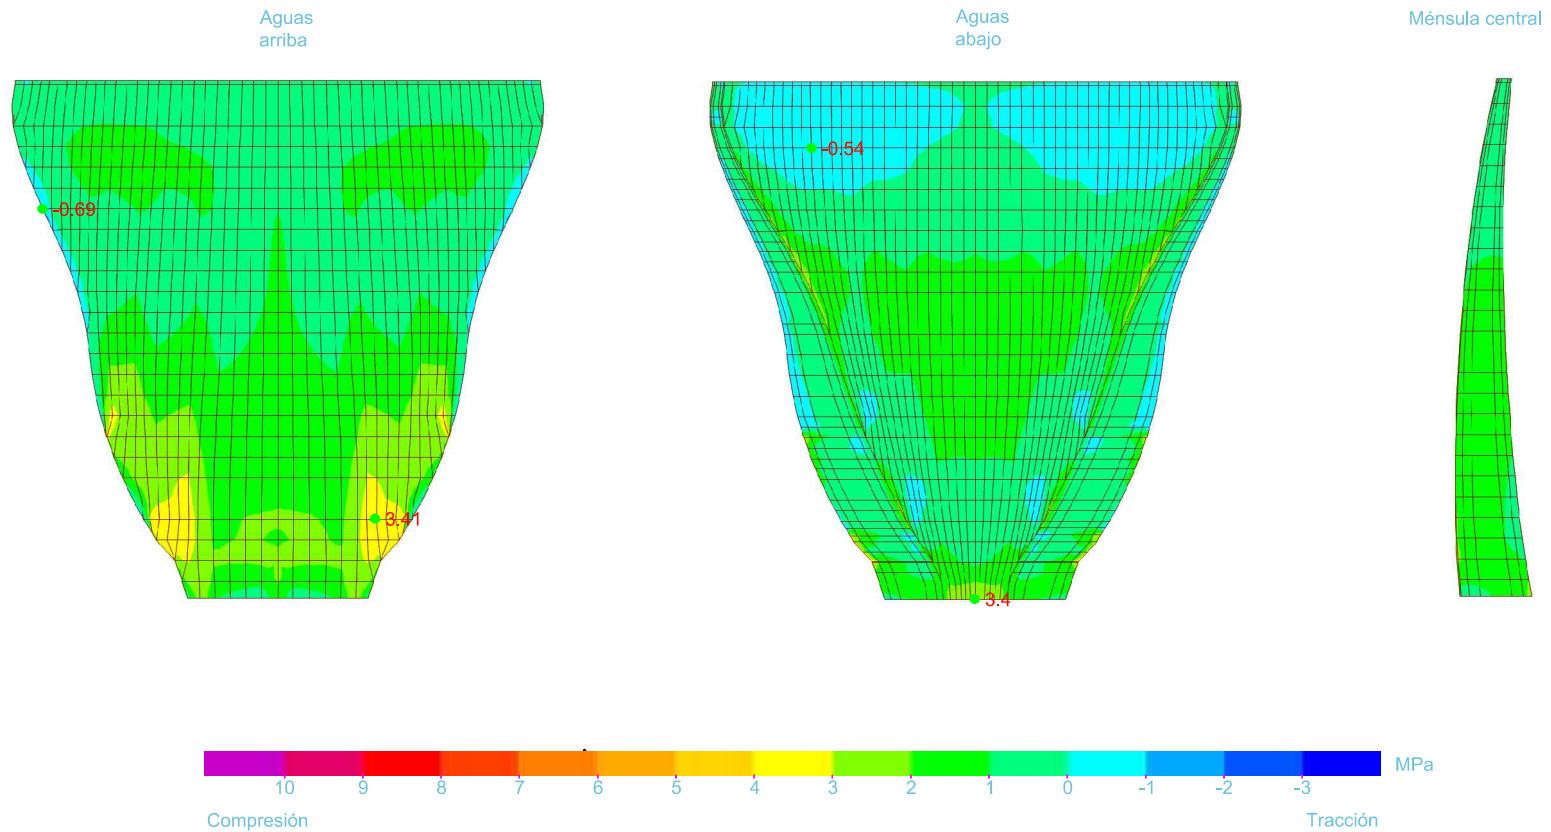 Aguas
arriba
Aguas
abajo
Ménsula central
-0.54
-0.69
3.41
3.4
10 9 8 7 6 5 4 3 2 1 0 -1 -2 -3 MPa
Compresión Tracción